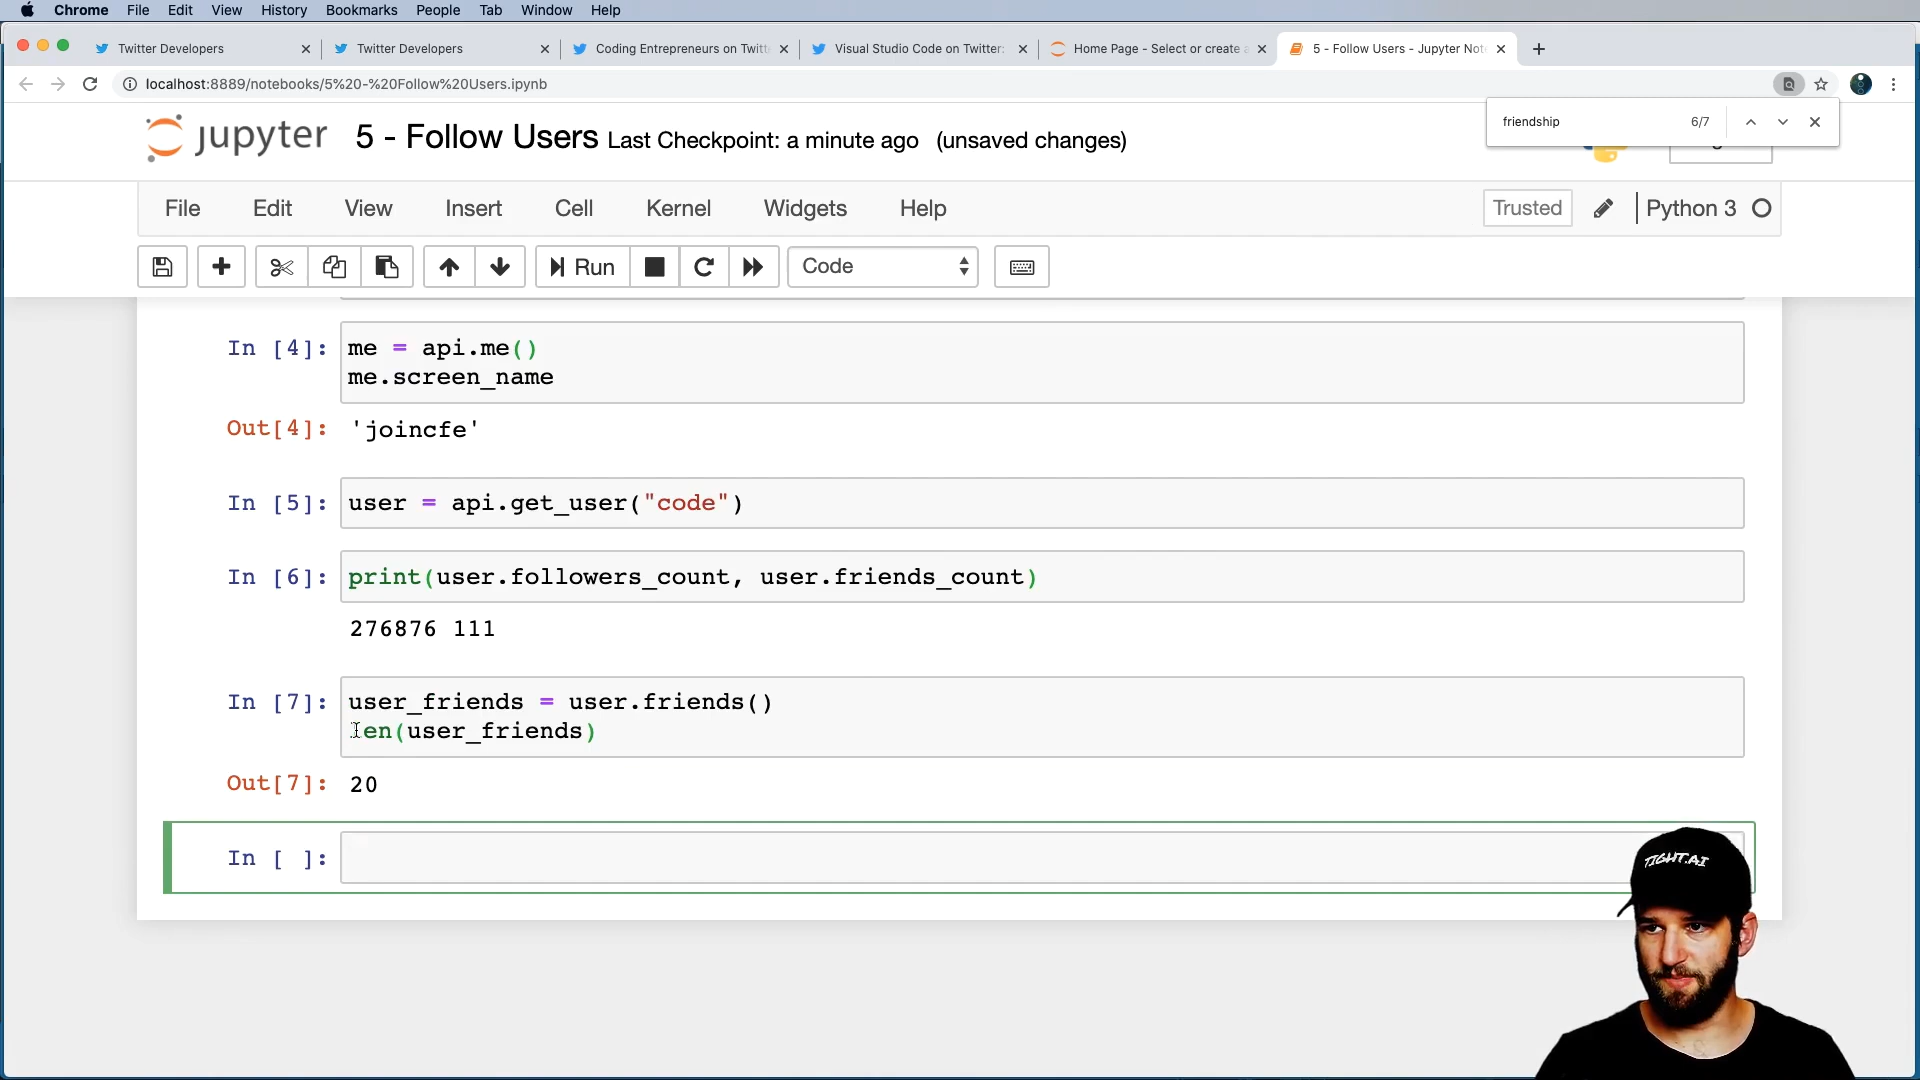 Chrome File Edit View History Bookmarks People Tab Window Help
Twitter Developers
Twitter Developers
Coding Entrepreneurs on Twitt
Visual Studio Code on Twitter:
Home Page - Select or create a
5 - Follow Users - Jupyter Not
localhost:8889/notebooks/5%20-%20Follow%20Users.ipynb
friendship 6/7
jupyter 5 - Follow Users Last Checkpoint: a minute ago (unsaved changes)
File Edit View Insert Cell Kernel Widgets Help Trusted Python 3
Run Code
In [4]: me = api.me()
me.screen_name
Out[4]: 'joincfe'
In [5]: user = api.get_user("code")
In [6]: print(user.followers_count, user.friends_count)
276876 111
In [7]: user_friends = user.friends()
len(user_friends)
Out[7]: 20
In [ ]:
TIGHT.AI